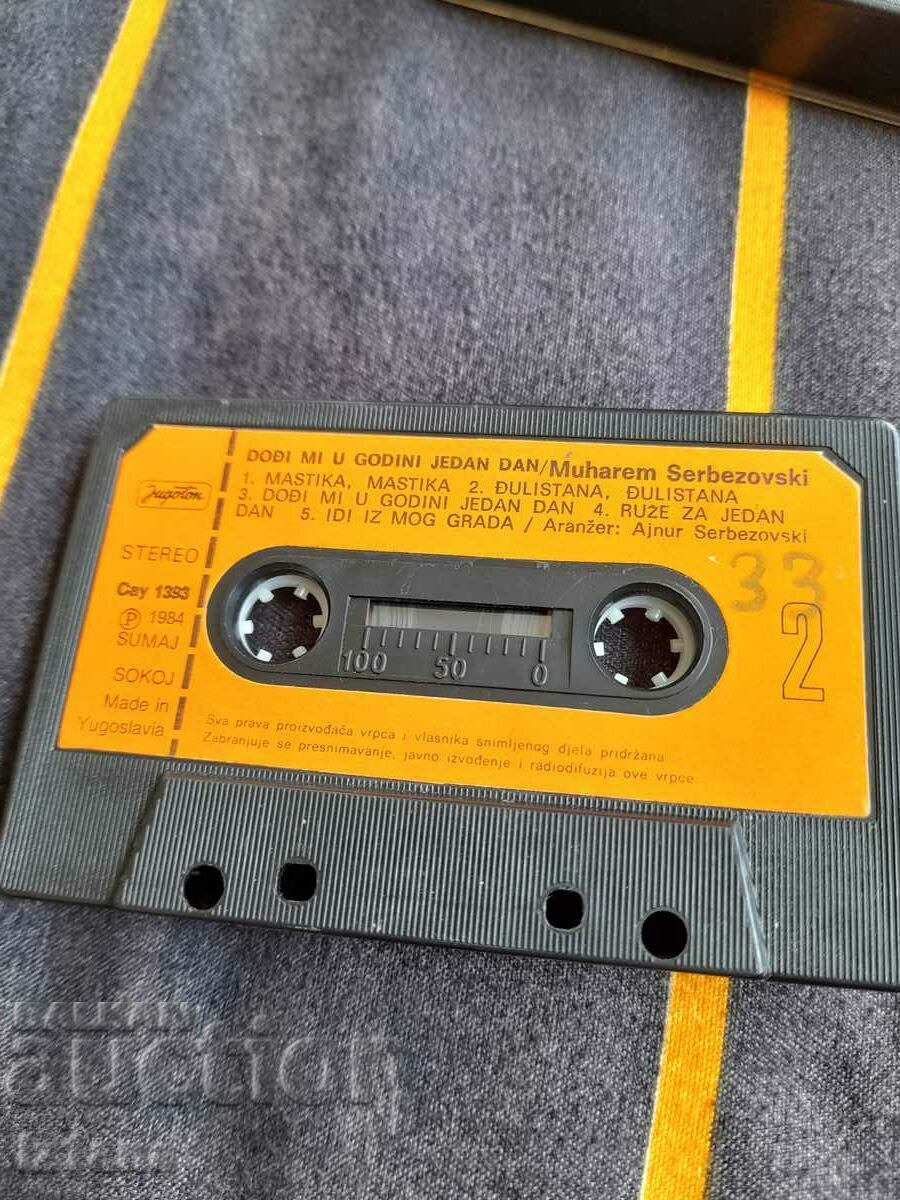 DOĐI MI U GODINI JEDAN DAN/Muharem Serbezovski
1. MASTIKA, MASTIKA 2. ĐULISTANA, ĐULISTANA
3. DOĐI MI U GODINI JEDAN DAN 4. RUŽE ZA JEDAN
DAN 5. IDI IZ MOG GRADA / Aranžer: Ajnur Serbezovski
Jugoton
STEREO
Cay 1393
Ⓟ 1984
SUMAJ
SOKOJ
Made in
Yugoslavia
33
2
100 50 0
Sva prava proizvođača vrpca i vlasnika snimljenog djela pridržana.
Zabranjuje se presnimavanje, javno izvođenje i radiodifuzija ove vrpce.
auction